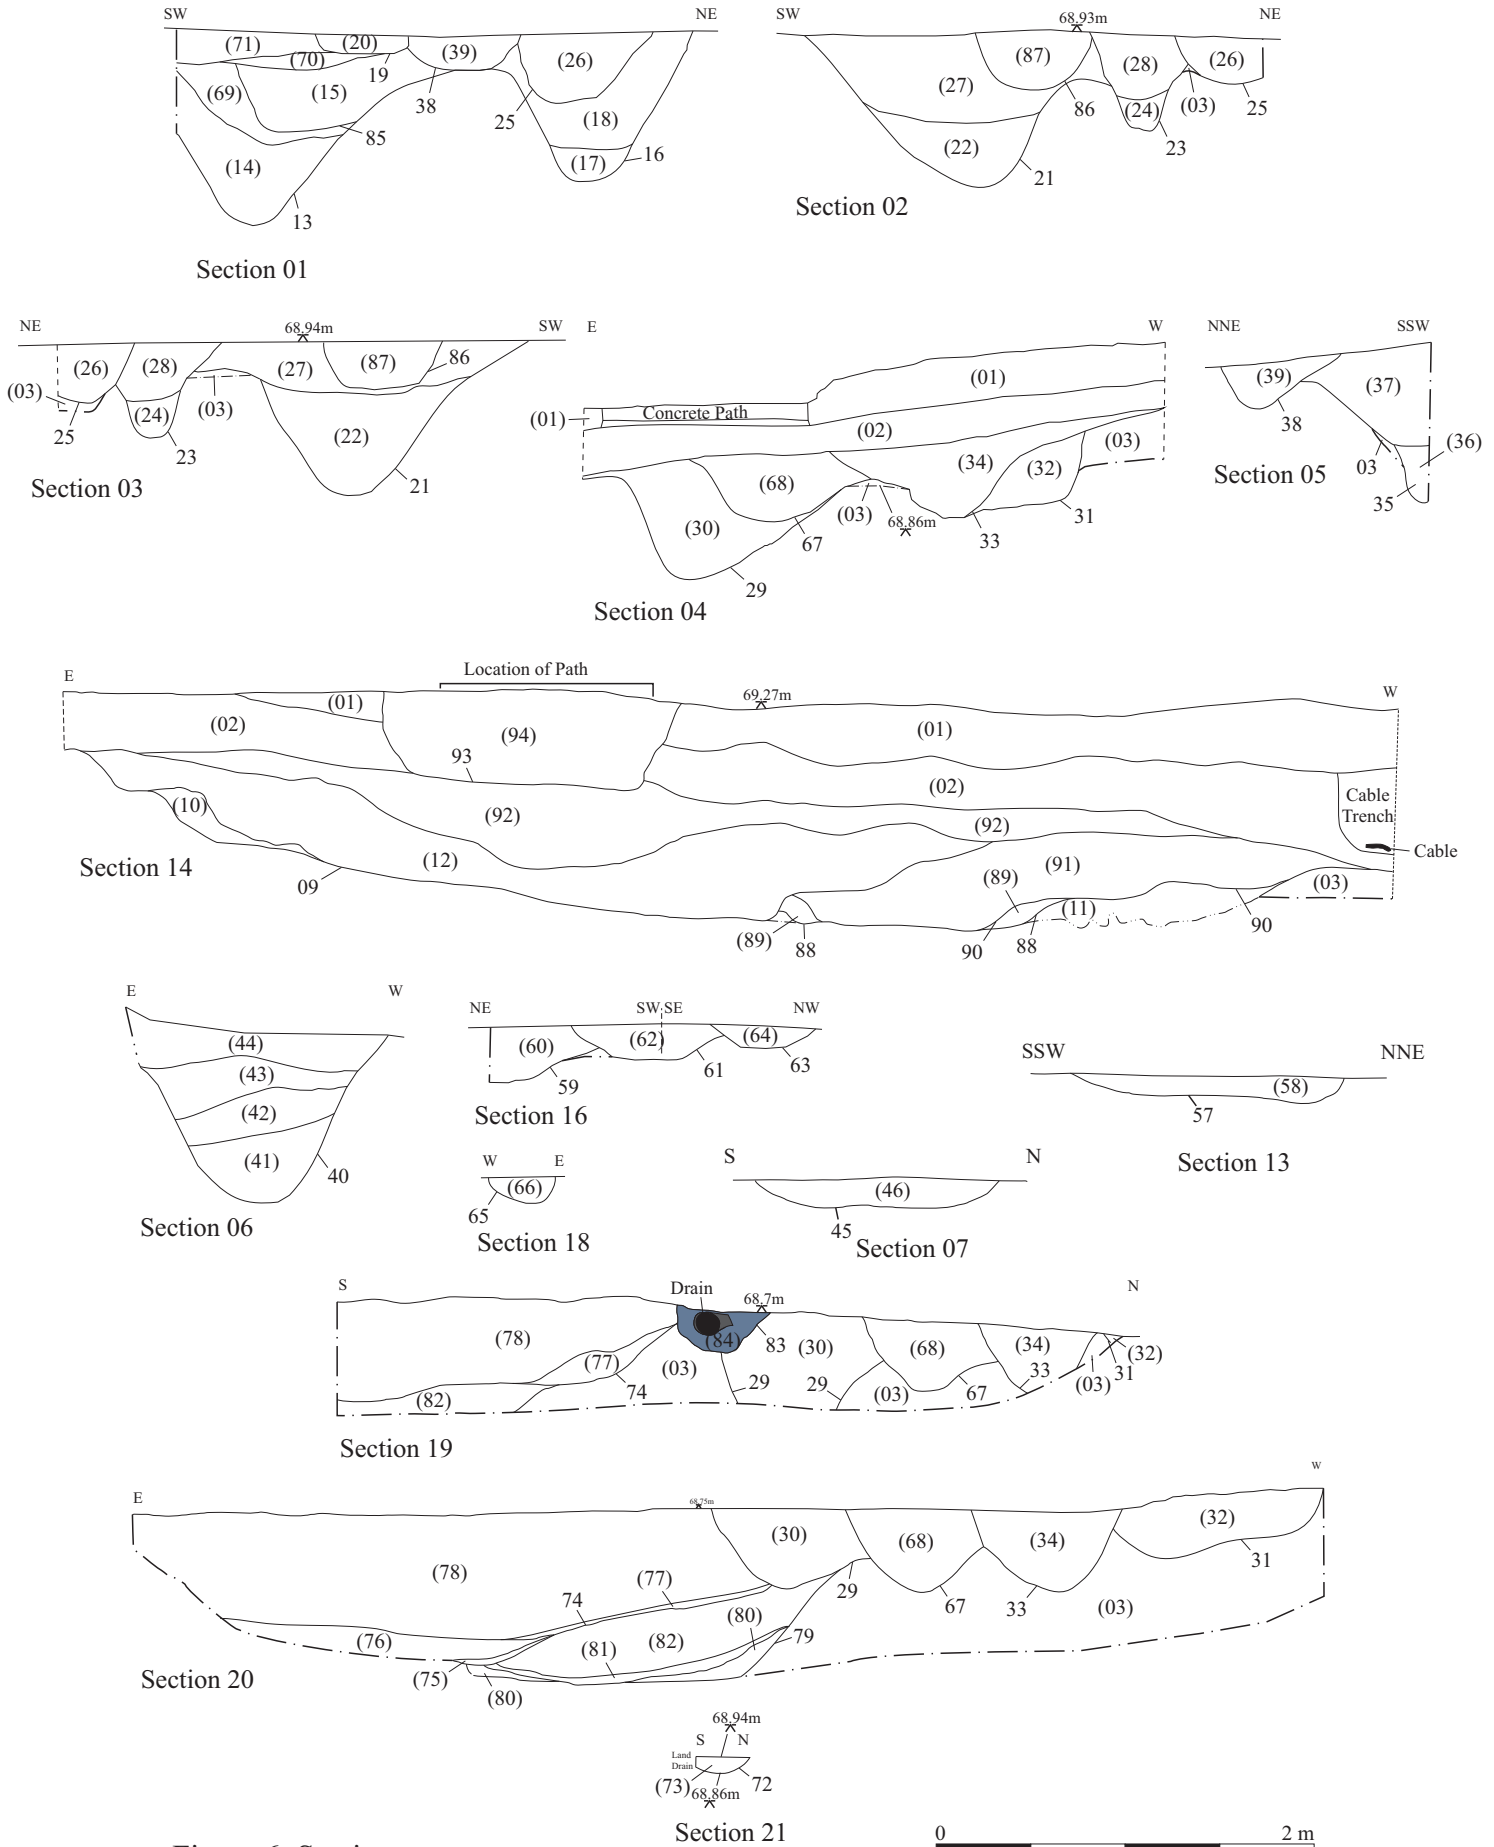 SW NE
(71) (20) (70) 19 (39) (26)
(69) (15) 38 25 (18)
85 (14) (17) 16
13
Section 01
SW 68.93m NE
(87) (28) (26)
(27) 86 (24) (03) 25
(22) 23
21
Section 02
NE 68.94m SW
(26) (28) (27) (87) 86
(03) (24) (03)
25 23 (22)
21
Section 03
E W
(01)
(01) Concrete Path (02)
(03)
(68) (34) (32)
(30) (03) 68.86m
67 33 31
29
Section 04
NNE SSW
(39) (37)
38 03 (36)
35
Section 05
E Location of Path 69.27m W
(01)
(02) (94) (01)
93 (02) Cable
(10) (92) (92) Trench
(12) (91) Cable
09 (89) (11) (03)
(89) 88 90 88 90
Section 14
E W
(44)
(43)
(42)
(41) 40
Section 06
NE SW SE NW
(60) (62) (64)
59 61 63
Section 16
SSW NNE
(58)
57
Section 13
W E
(66)
65
Section 18
S N
(46)
45
Section 07
S Drain 68.7m N
(78) (84) 83 (30) (68) (34) (32)
(77) (03) 29 29 (03) 67 33 (03) 31
(82) 74
Section 19
E 68.75m W
(30) (68) (34) (32)
(78) 31
(77) 29 67 33 (03)
74 (80)
(76) (81) (82) 79
(75) (80)
Section 20
68.94m
S N
Land
Drain
(73) 72
68.86m
Section 21
0 2 m